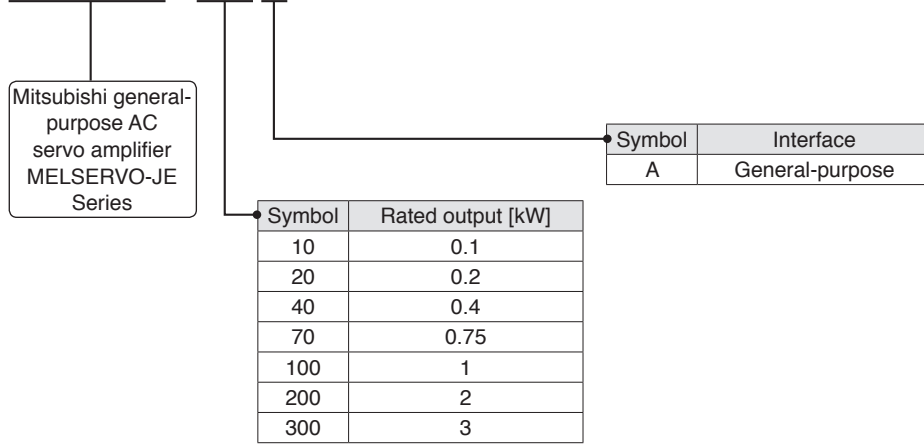 Mitsubishi general-
purpose AC
servo amplifier
MELSERVO-JE
Series
Symbol Interface
A General-purpose
Symbol Rated output [kW]
10 0.1
20 0.2
40 0.4
70 0.75
100 1
200 2
300 3